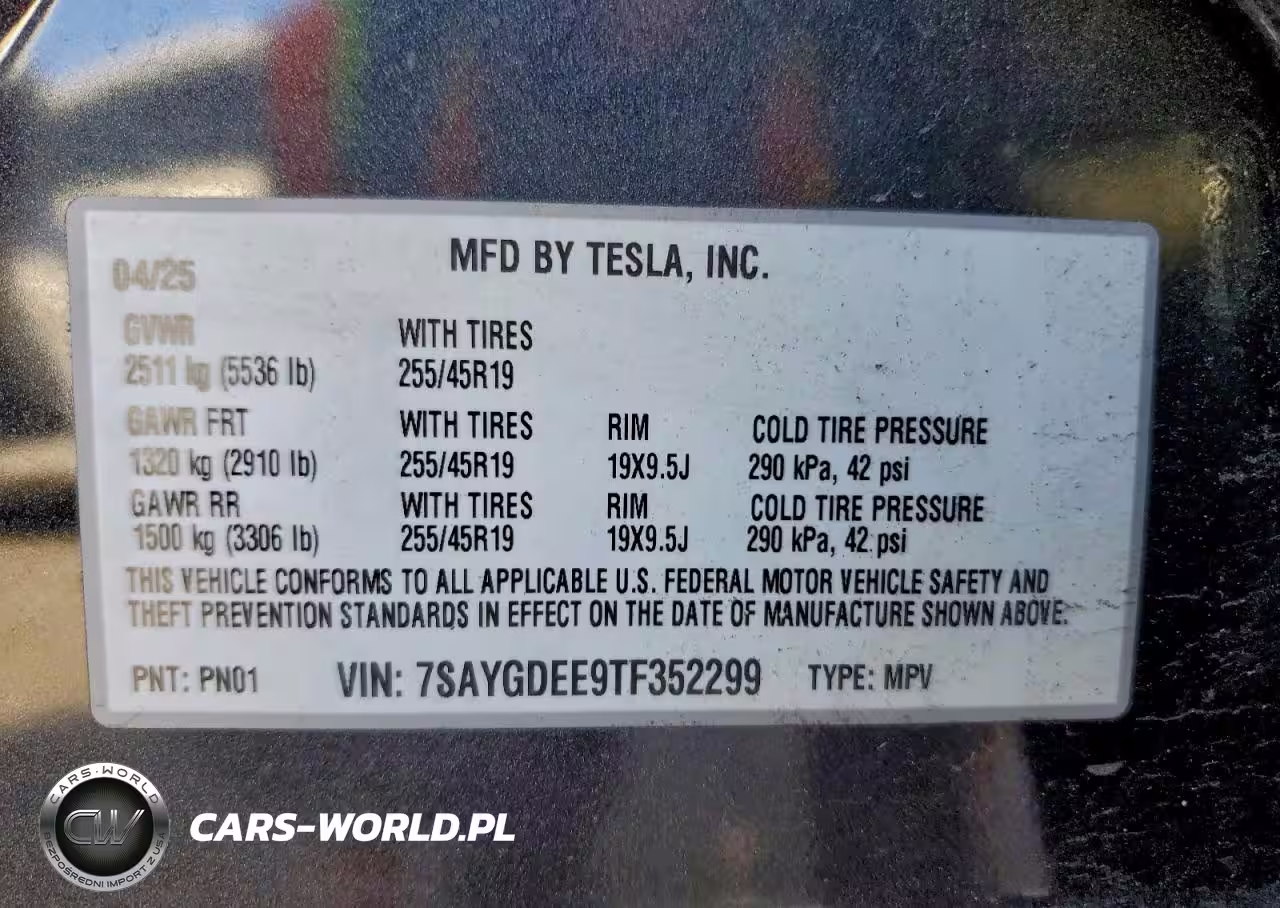 MFD BY TESLA, INC.
04/25
GVWR WITH TIRES
2511 kg (5536 lb) 255/45R19
GAWR FRT WITH TIRES RIM COLD TIRE PRESSURE
1320 kg (2910 lb) 255/45R19 19X9.5J 290 kPa, 42 psi
GAWR RR WITH TIRES RIM COLD TIRE PRESSURE
1500 kg (3306 lb) 255/45R19 19X9.5J 290 kPa, 42 psi
THIS VEHICLE CONFORMS TO ALL APPLICABLE U.S. FEDERAL MOTOR VEHICLE SAFETY AND
THEFT PREVENTION STANDARDS IN EFFECT ON THE DATE OF MANUFACTURE SHOWN ABOVE.
PNT: PN01 VIN: 7SAYGDEE9TF352299 TYPE: MPV
CARS-WORLD
CW
BEZPOŚREDNI IMPORT Z USA
CARS-WORLD.PL